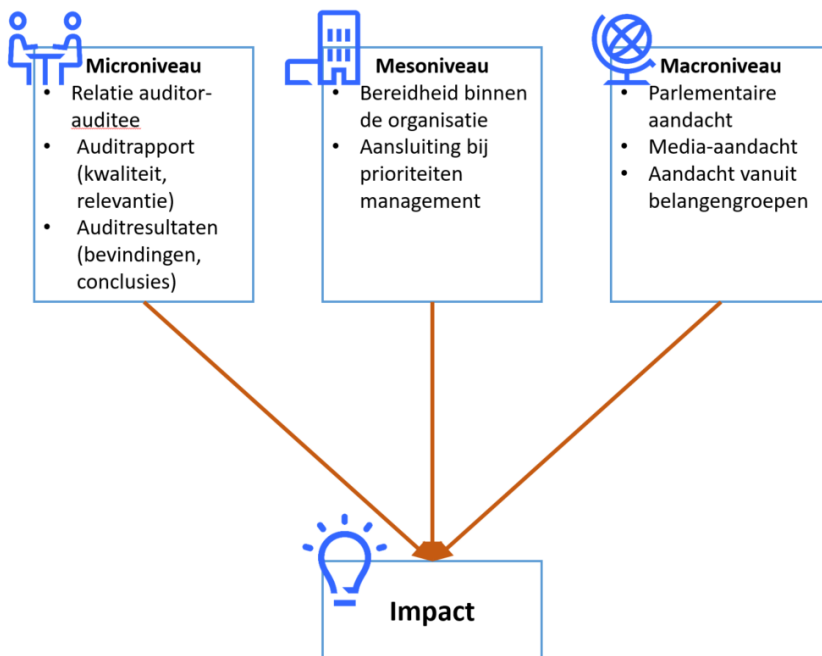 Microniveau
• Relatie auditor-
auditee
• Auditrapport
(kwaliteit,
relevantie)
• Auditresultaten
(bevindingen,
conclusies)
Mesoniveau
• Bereidheid binnen
de organisatie
• Aansluiting bij
prioriteiten
management
Macroniveau
• Parlementaire
aandacht
• Media-aandacht
• Aandacht vanuit
belangengroepen
Impact